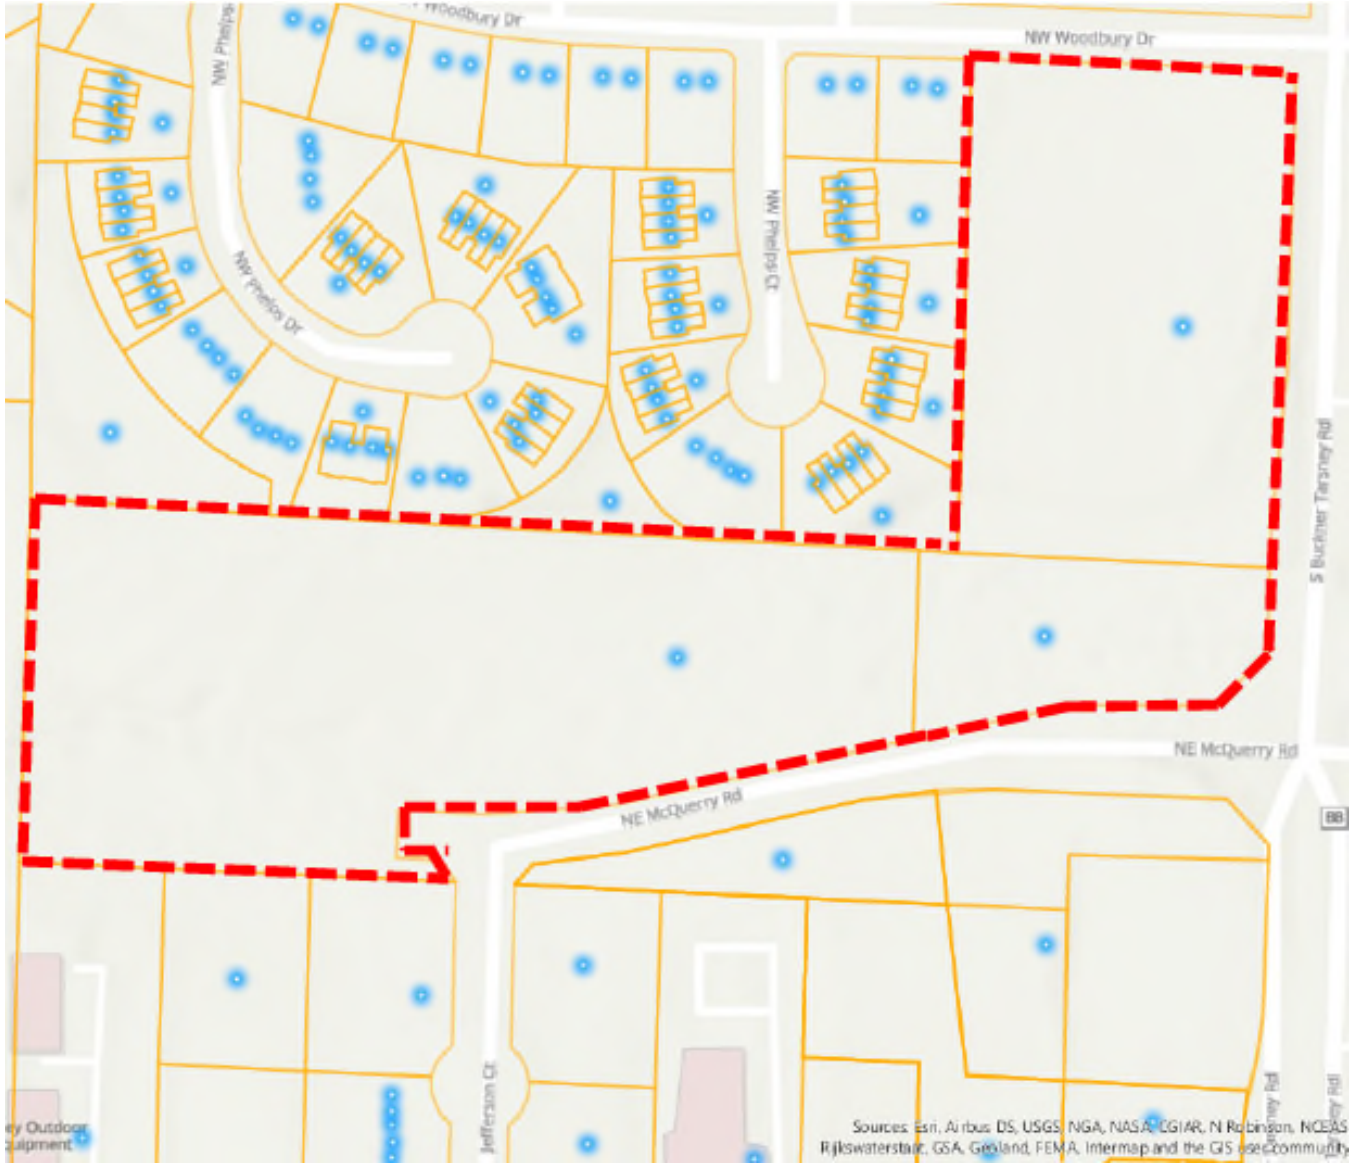 Woodbury Dr
NW Woodbury Dr
NW Phelps
NW Phelps Ct
NW Phelps Dr
S Buckner Tarsney Rd
NE McQuerry Rd
NE McQuerry Rd
BB
Jefferson Ct
ey Outdoor
quipment
Sources: Esri, Airbus DS, USGS, NGA, NASA, CGIAR, N Robinson, NCEAS,
Rijkswaterstaat, GSA, Geoland, FEMA, Intermap and the GIS user community